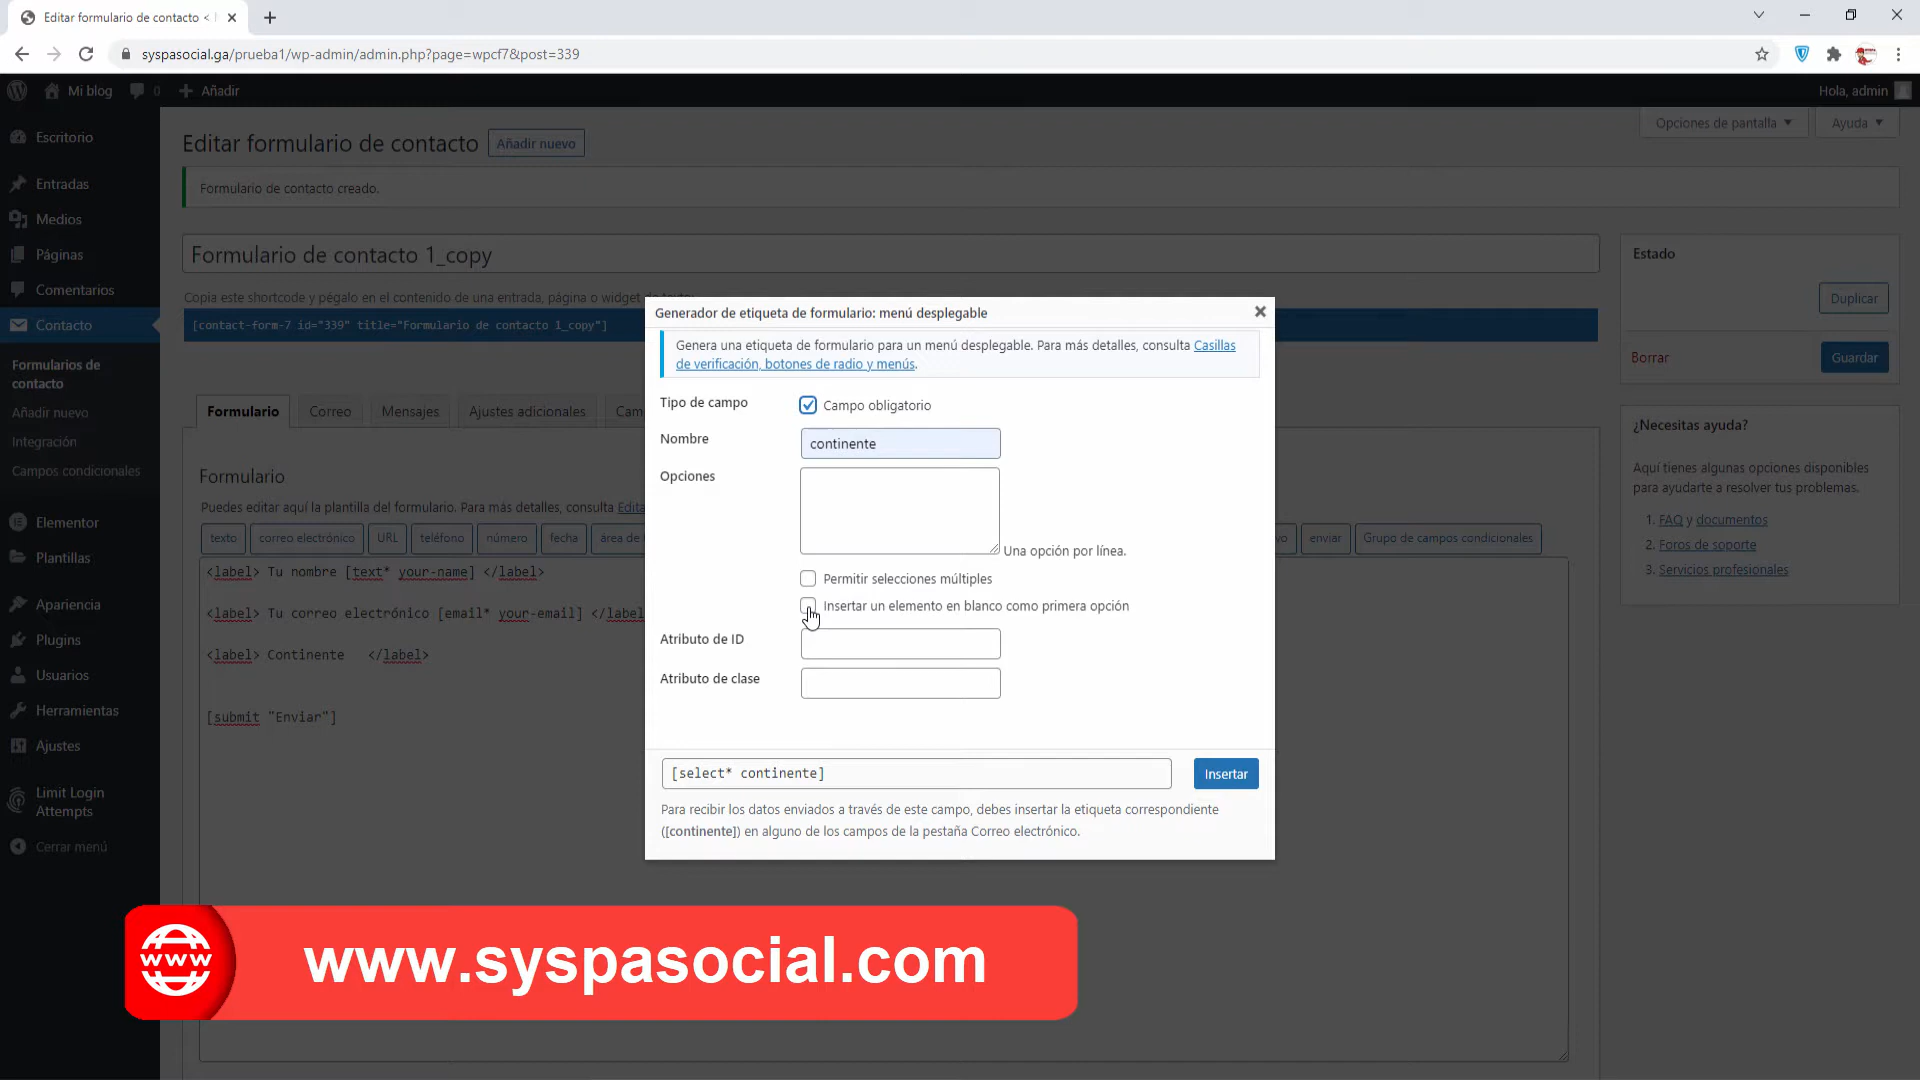 Editar formulario de contacto <
syspasocial.ga/prueba1/wp-admin/admin.php?page=wpcf7&post=339
Mi blog
0
Añadir
Hola, admin
Escritorio
Entradas
Medios
Páginas
Comentarios
Contacto
Formularios de
contacto
Añadir nuevo
Integración
Campos condicionales
Elementor
Plantillas
Apariencia
Plugins
Usuarios
Herramientas
Ajustes
Limit Login
Attempts
Cerrar menú
Opciones de pantalla
Ayuda
Editar formulario de contacto
Añadir nuevo
Formulario de contacto creado.
Formulario de contacto 1_copy
Copia este shortcode y pégalo en el contenido de una entrada, página o widget de texto:
[contact-form-7 id="339" title="Formulario de contacto 1_copy"]
Formulario
Correo
Mensajes
Ajustes adicionales
Cam
Formulario
Puedes editar aquí la plantilla del formulario. Para más detalles, consulta Edita
texto
correo electrónico
URL
teléfono
número
fecha
área de
vo
enviar
Grupo de campos condicionales
<label> Tu nombre [text* your-name] </label>
<label> Tu correo electrónico [email* your-email] </label
<label> Continente </label>
[submit "Enviar"]
Generador de etiqueta de formulario: menú desplegable
Genera una etiqueta de formulario para un menú desplegable. Para más detalles, consulta Casillas
de verificación, botones de radio y menús.
Tipo de campo
Campo obligatorio
Nombre
continente
Opciones
Una opción por línea.
Permitir selecciones múltiples
Insertar un elemento en blanco como primera opción
Atributo de ID
Atributo de clase
[select* continente]
Insertar
Para recibir los datos enviados a través de este campo, debes insertar la etiqueta correspondiente
([continente]) en alguno de los campos de la pestaña Correo electrónico.
Estado
Duplicar
Borrar
Guardar
¿Necesitas ayuda?
Aquí tienes algunas opciones disponibles
para ayudarte a resolver tus problemas.
1. FAQ y documentos
2. Foros de soporte
3. Servicios profesionales
www
www.syspasocial.com